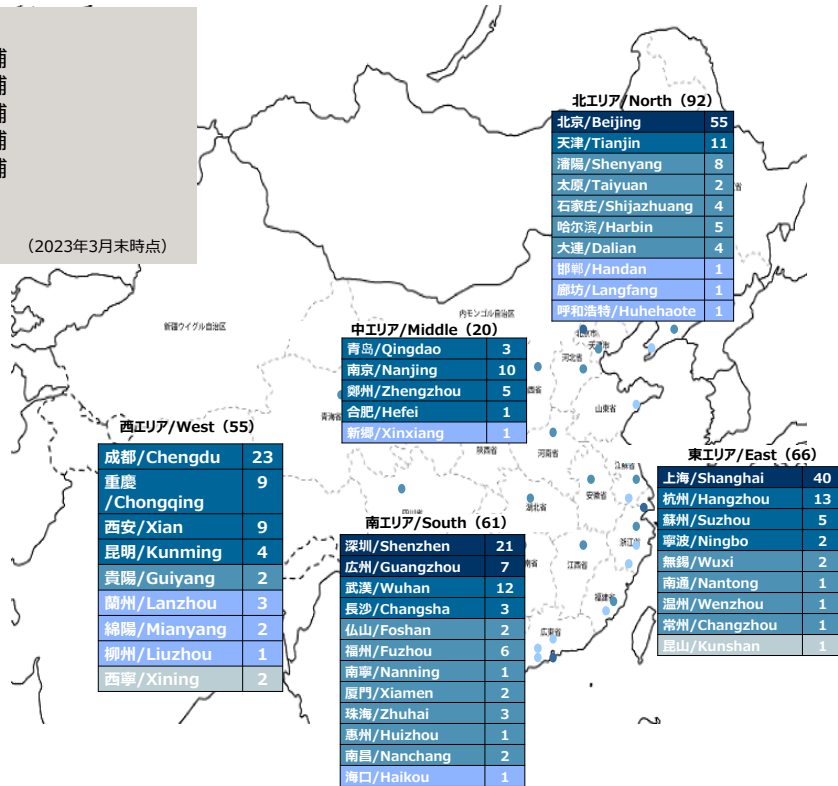 舗
舗
舗
舗
舗
（2023年3月末時点）
北エリア/North（92）
北京/Beijing 55
天津/Tianjin 11
瀋陽/Shenyang 8
太原/Taiyuan 2
石家庄/Shijazhuang 4
哈尔滨/Harbin 5
大連/Dalian 4
邯郸/Handan 1
廊坊/Langfang 1
呼和浩特/Huhehaote 1
新疆ウイグル自治区
内モンゴル自治区
北京市
天津市
河北省
山東省
中エリア/Middle（20）
青岛/Qingdao 3
南京/Nanjing 10
鄭州/Zhengzhou 5
合肥/Hefei 1
新郷/Xinxiang 1
青海省
西省
陕西省
河南省
西エリア/West（55）
成都/Chengdu 23
重慶
/Chongqing 9
西安/Xian 9
昆明/Kunming 4
貴陽/Guiyang 2
蘭州/Lanzhou 3
綿陽/Mianyang 2
柳州/Liuzhou 1
西寧/Xining 2
東エリア/East（66）
上海/Shanghai 40
杭州/Hangzhou 13
蘇州/Suzhou 5
寧波/Ningbo 2
無錫/Wuxi 2
南通/Nantong 1
温州/Wenzhou 1
常州/Changzhou 1
昆山/Kunshan 1
安徽省
湖北省
浙江省
江西省
福建省
広東省
南エリア/South（61）
深圳/Shenzhen 21
広州/Guangzhou 7
武漢/Wuhan 12
長沙/Changsha 3
仏山/Foshan 2
福州/Fuzhou 6
南寧/Nanning 1
厦門/Xiamen 2
珠海/Zhuhai 3
惠州/Huizhou 1
南昌/Nanchang 2
海口/Haikou 1